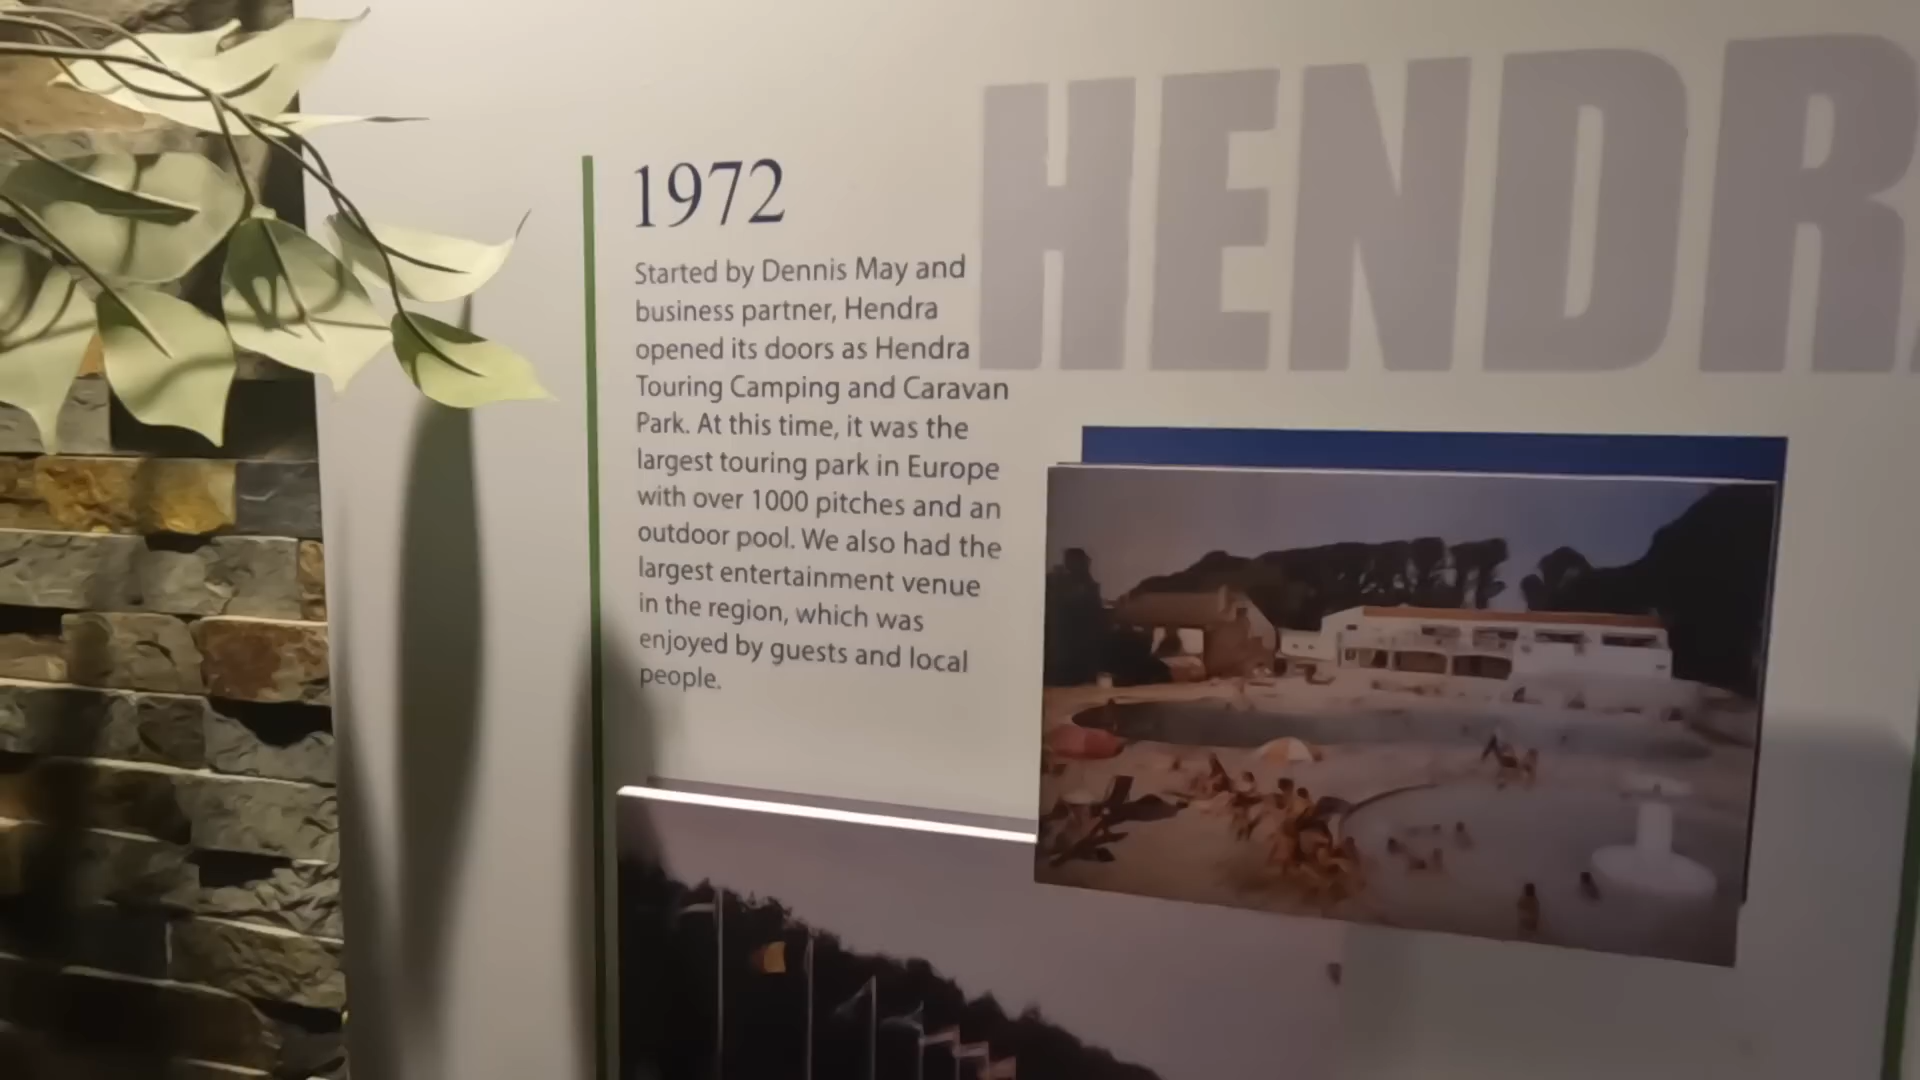 HENDRA
1972
Started by Dennis May and
business partner, Hendra
opened its doors as Hendra
Touring Camping and Caravan
Park. At this time, it was the
largest touring park in Europe
with over 1000 pitches and an
outdoor pool. We also had the
largest entertainment venue
in the region, which was
enjoyed by guests and local
people.